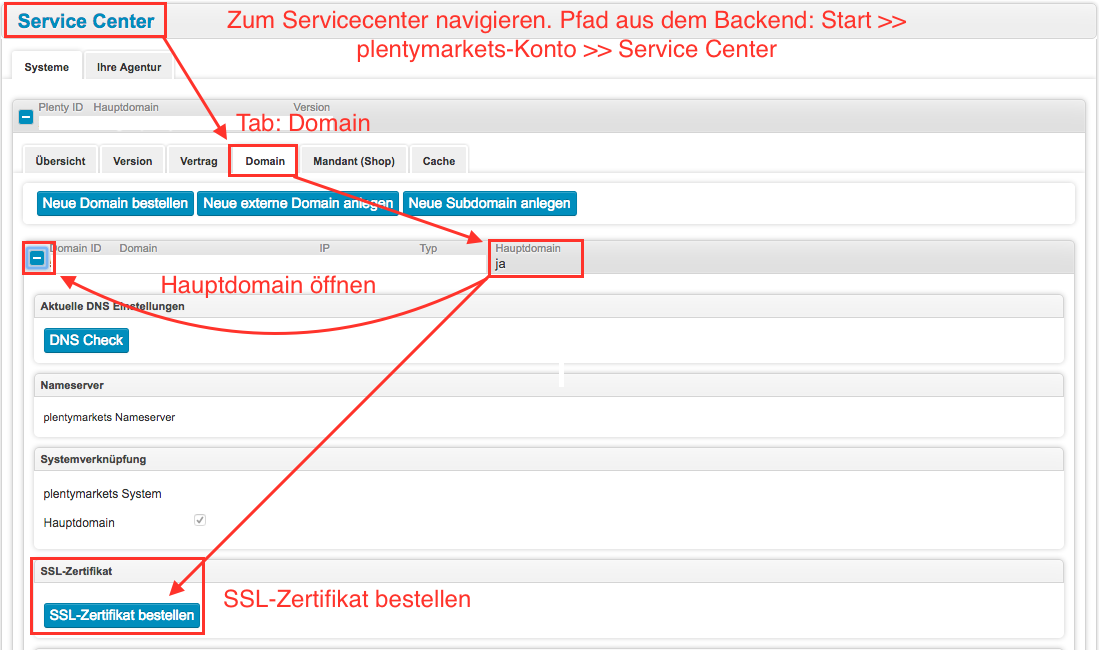 Service Center
Zum Servicecenter navigieren. Pfad aus dem Backend: Start >>
plentymarkets-Konto >> Service Center
Systeme
Ihre Agentur
Plenty ID Hauptdomain Version
Tab: Domain
Übersicht Version Vertrag Domain Mandant (Shop) Cache
Neue Domain bestellen Neue externe Domain anlegen Neue Subdomain anlegen
Domain ID Domain IP Typ Hauptdomain
ja
Hauptdomain öffnen
Aktuelle DNS Einstellungen
DNS Check
Nameserver
plentymarkets Nameserver
Systemverknüpfung
plentymarkets System
Hauptdomain
SSL-Zertifikat
SSL-Zertifikat bestellen
SSL-Zertifikat bestellen